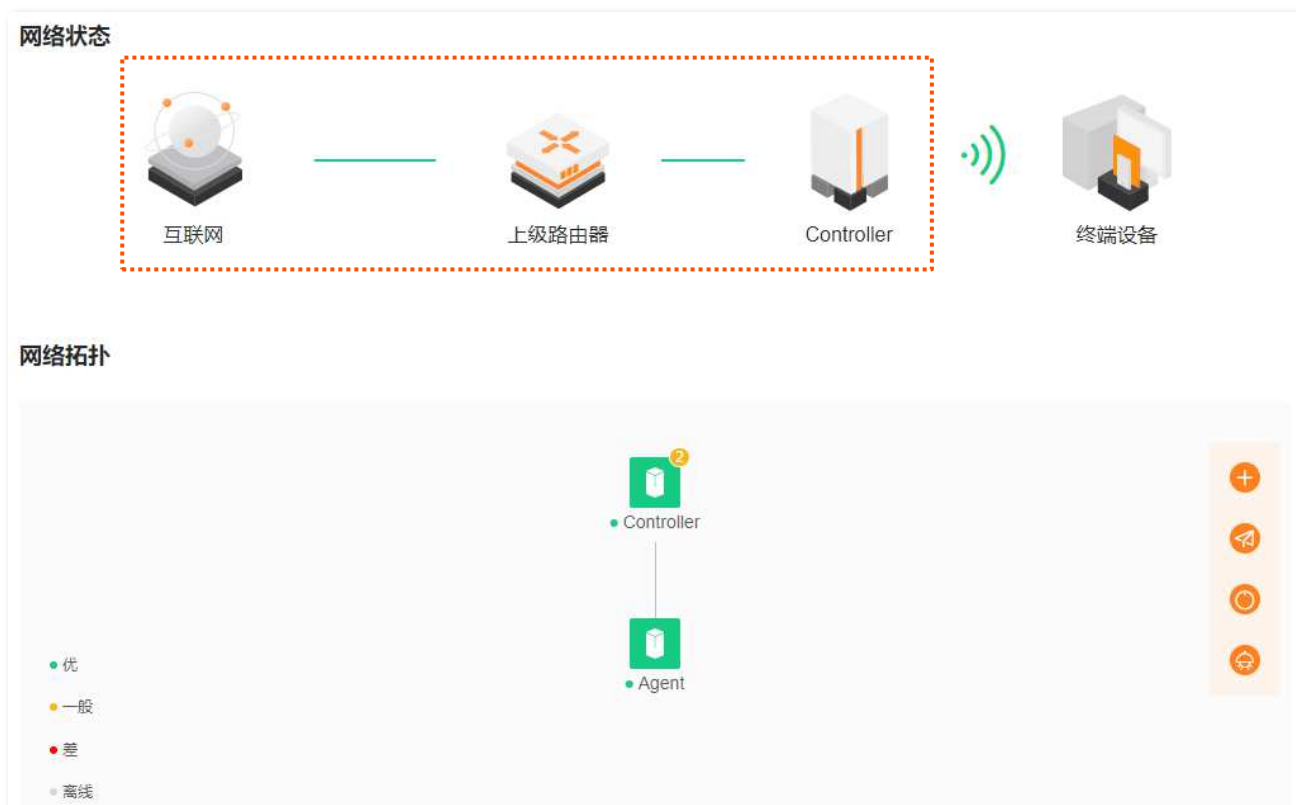 网络状态
互联网
上级路由器
Controller
终端设备
网络拓扑
2
Controller
Agent
优
一般
差
离线